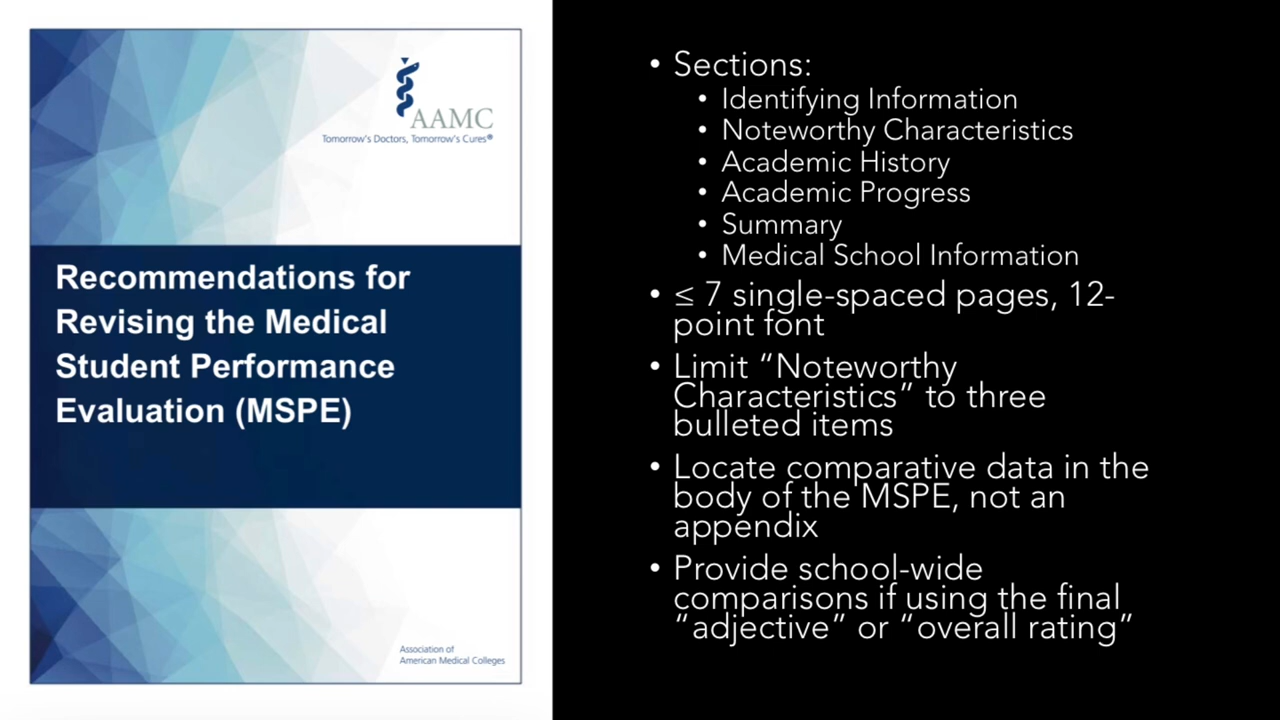 AAMC
Tomorrow's Doctors, Tomorrow's Cures®
Recommendations for
Revising the Medical
Student Performance
Evaluation (MSPE)
Association of
American Medical Colleges
• Sections:
• Identifying Information
• Noteworthy Characteristics
• Academic History
• Academic Progress
• Summary
• Medical School Information
• ≤ 7 single-spaced pages, 12-
point font
• Limit “Noteworthy
Characteristics” to three
bulleted items
• Locate comparative data in the
body of the MSPE, not an
appendix
• Provide school-wide
comparisons if using the final
“adjective” or “overall rating”